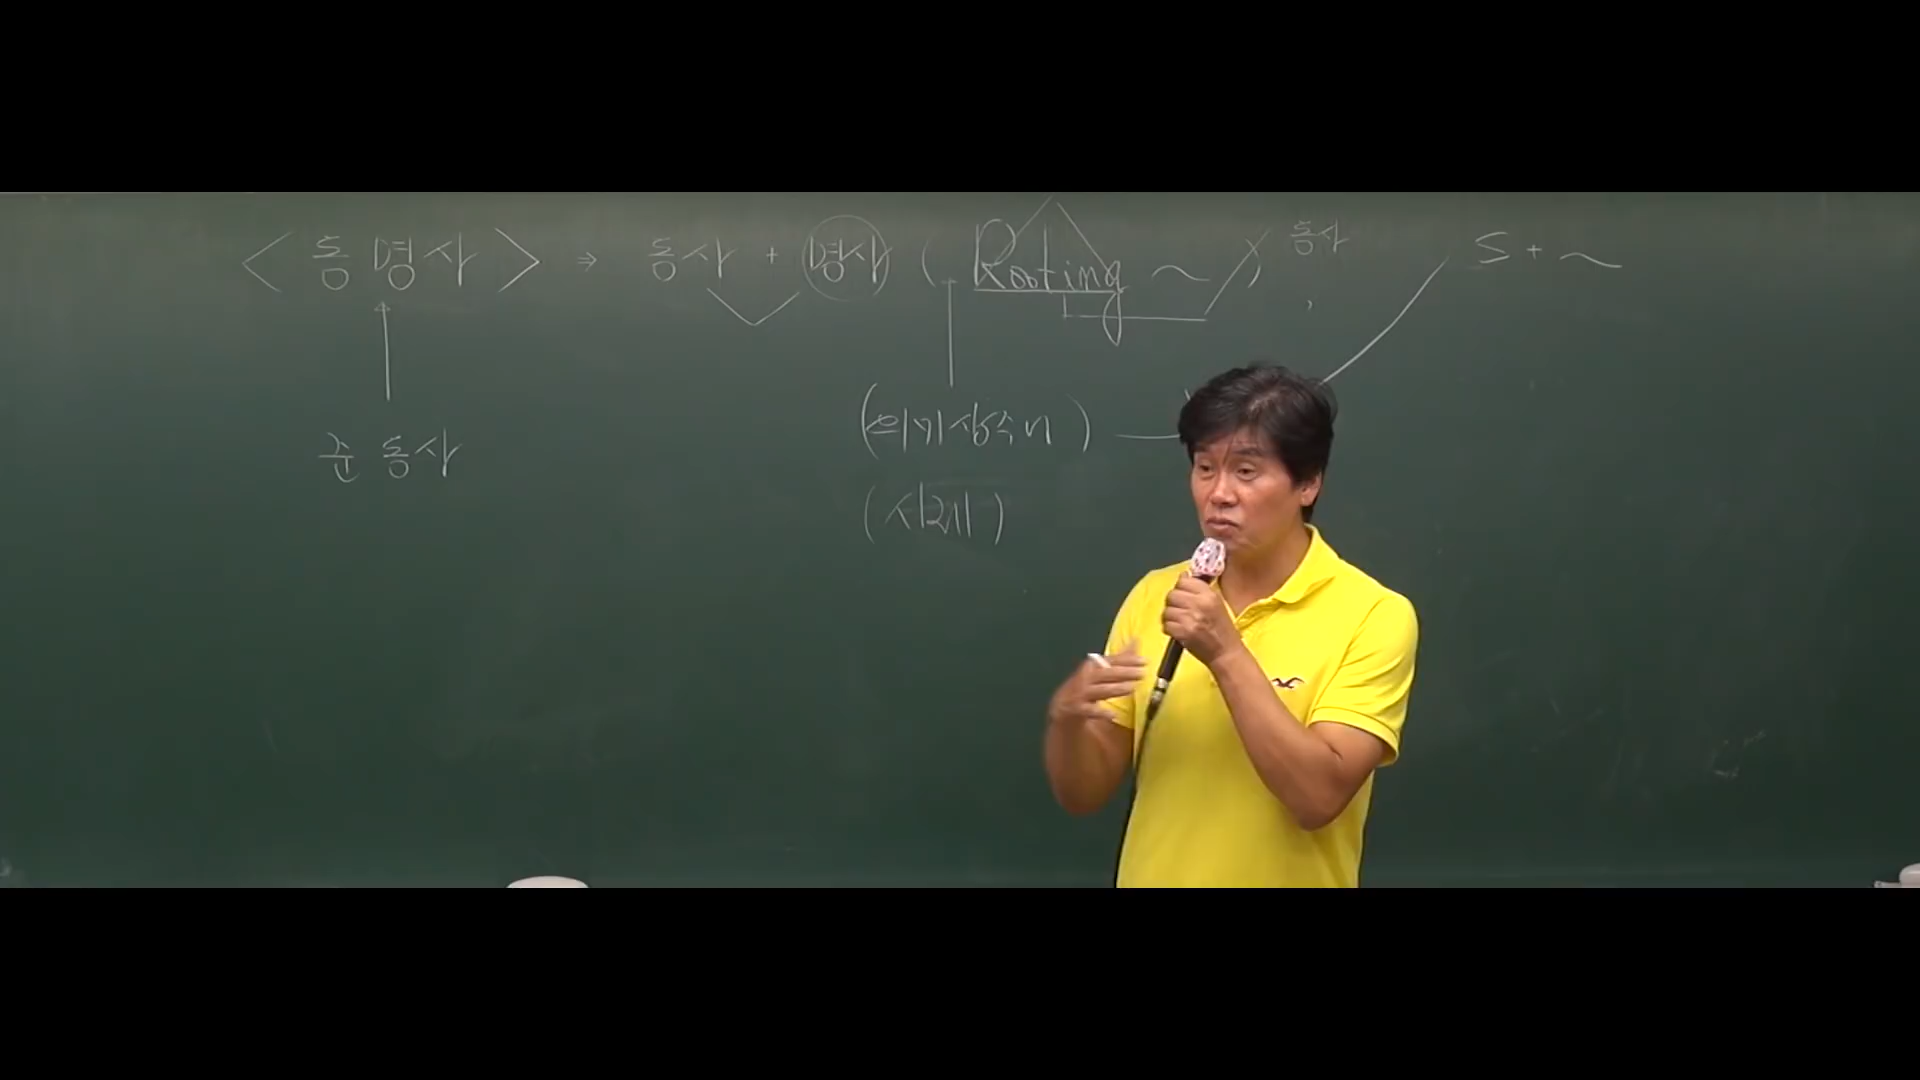 < 동명사 > ⇒ 동사 + 명사 ( Rooting ~ ) 동사 , S + ~
준동사
(의미상주어)
(시제)